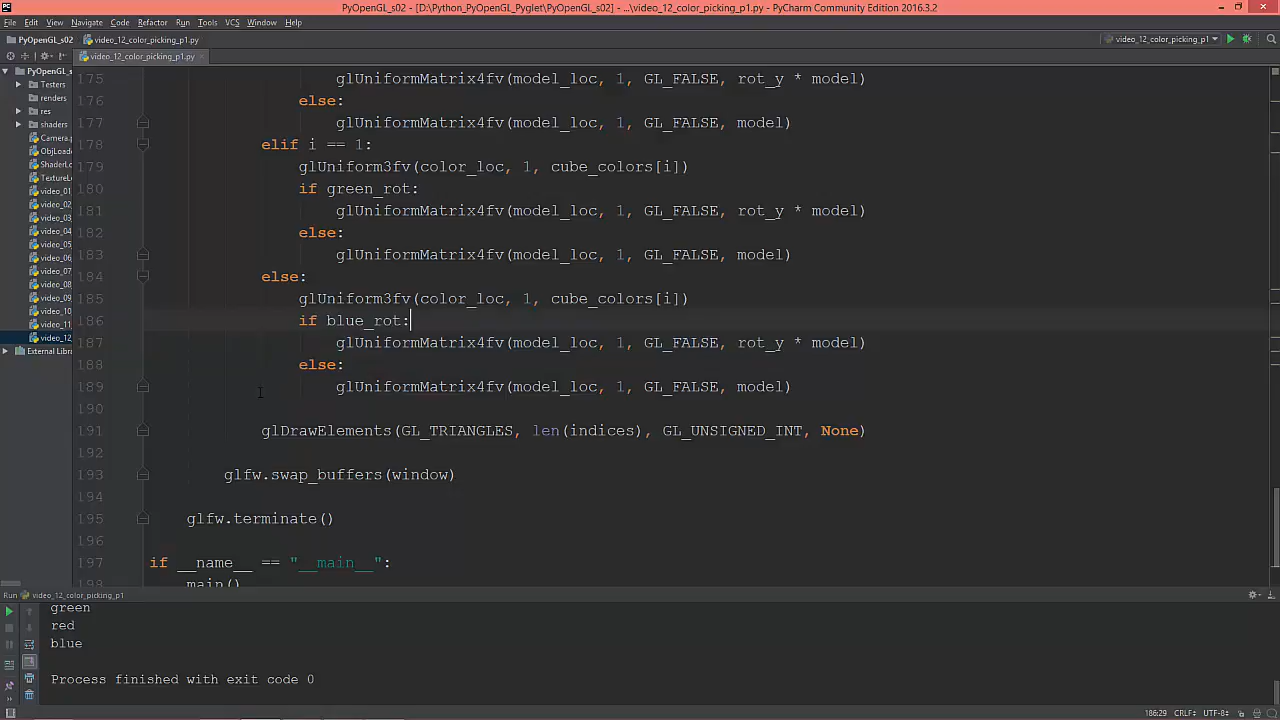 PyOpenGL_s02 - [D:\Python_PyOpenGL_Pyglet\PyOpenGL_s02] - ...\video_12_color_picking_p1.py - PyCharm Community Edition 2016.3.2
File Edit View Navigate Code Refactor Run Tools VCS Window Help
PyOpenGL_s02 video_12_color_picking_p1.py video_12_color_picking_p1
video_12_color_picking_p1.py
PyOpenGL_s
Testers
renders
res
shaders
Camera.p
ObjLoade
ShaderLo
TextureLo
video_01
video_02
video_03
video_04
video_05
video_06
video_07
video_08
video_09
video_10
video_11
video_12
External Libra
175 glUniformMatrix4fv(model_loc, 1, GL_FALSE, rot_y * model)
176 else:
177 glUniformMatrix4fv(model_loc, 1, GL_FALSE, model)
178 elif i == 1:
179 glUniform3fv(color_loc, 1, cube_colors[i])
180 if green_rot:
181 glUniformMatrix4fv(model_loc, 1, GL_FALSE, rot_y * model)
182 else:
183 glUniformMatrix4fv(model_loc, 1, GL_FALSE, model)
184 else:
185 glUniform3fv(color_loc, 1, cube_colors[i])
186 if blue_rot:
187 glUniformMatrix4fv(model_loc, 1, GL_FALSE, rot_y * model)
188 else:
189 glUniformMatrix4fv(model_loc, 1, GL_FALSE, model)
190
191 glDrawElements(GL_TRIANGLES, len(indices), GL_UNSIGNED_INT, None)
192
193 glfw.swap_buffers(window)
194
195 glfw.terminate()
196
197 if __name__ == "__main__":
198 main()
Run video_12_color_picking_p1
green
red
blue
Process finished with exit code 0
186:29 CRLF÷ UTF-8÷